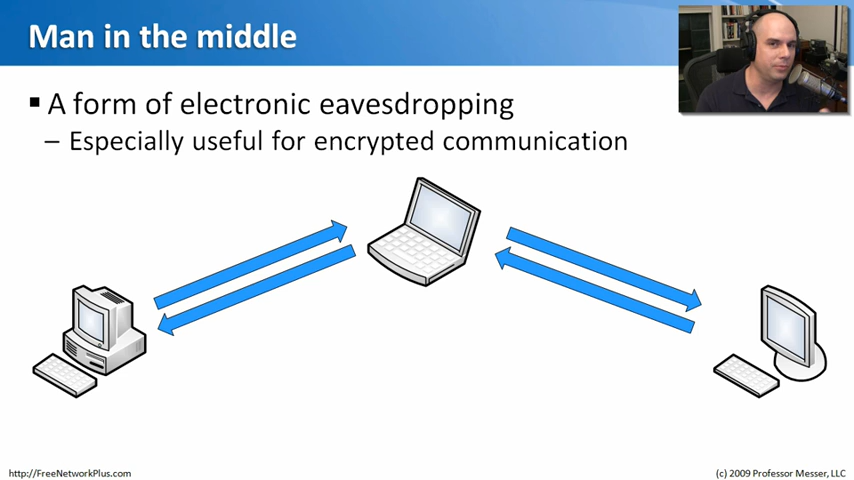 Man in the middle
▪ A form of electronic eavesdropping
– Especially useful for encrypted communication
http://FreeNetworkPlus.com
(c) 2009 Professor Messer, LLC